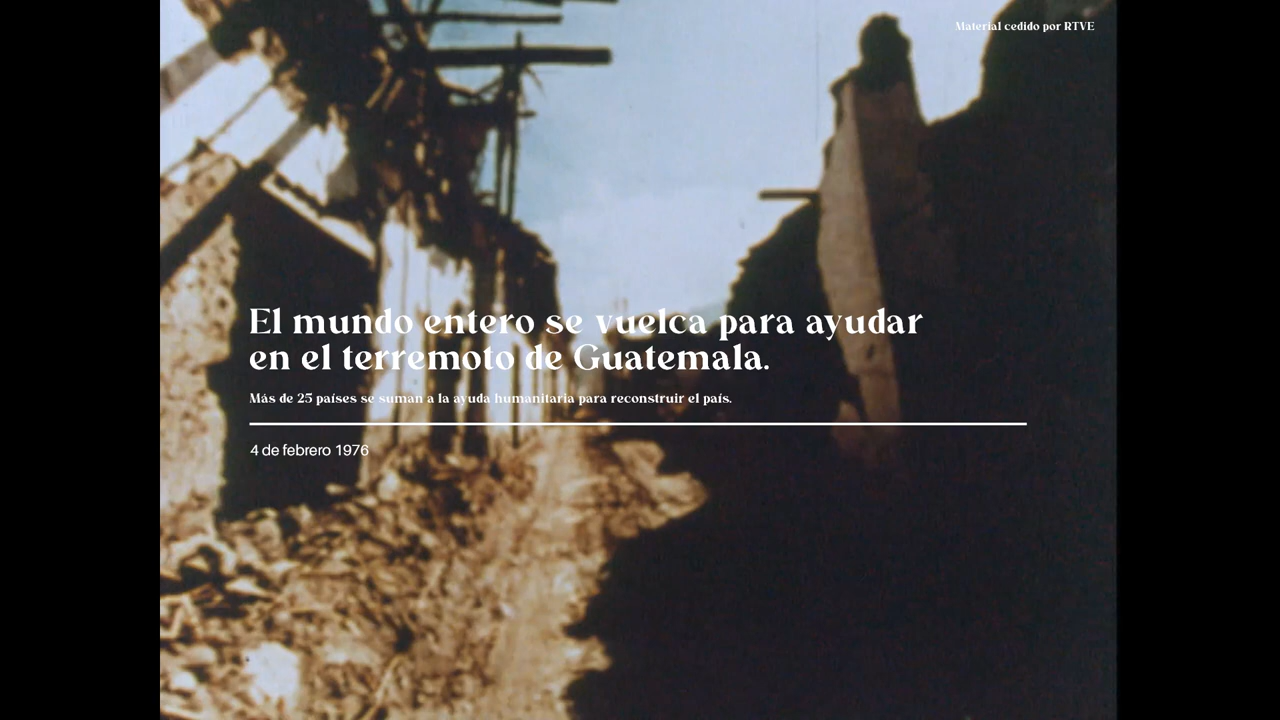 Material cedido por RTVE
El mundo entero se vuelca para ayudar
en el terremoto de Guatemala.
Más de 25 países se suman a la ayuda humanitaria para reconstruir el país.
4 de febrero 1976